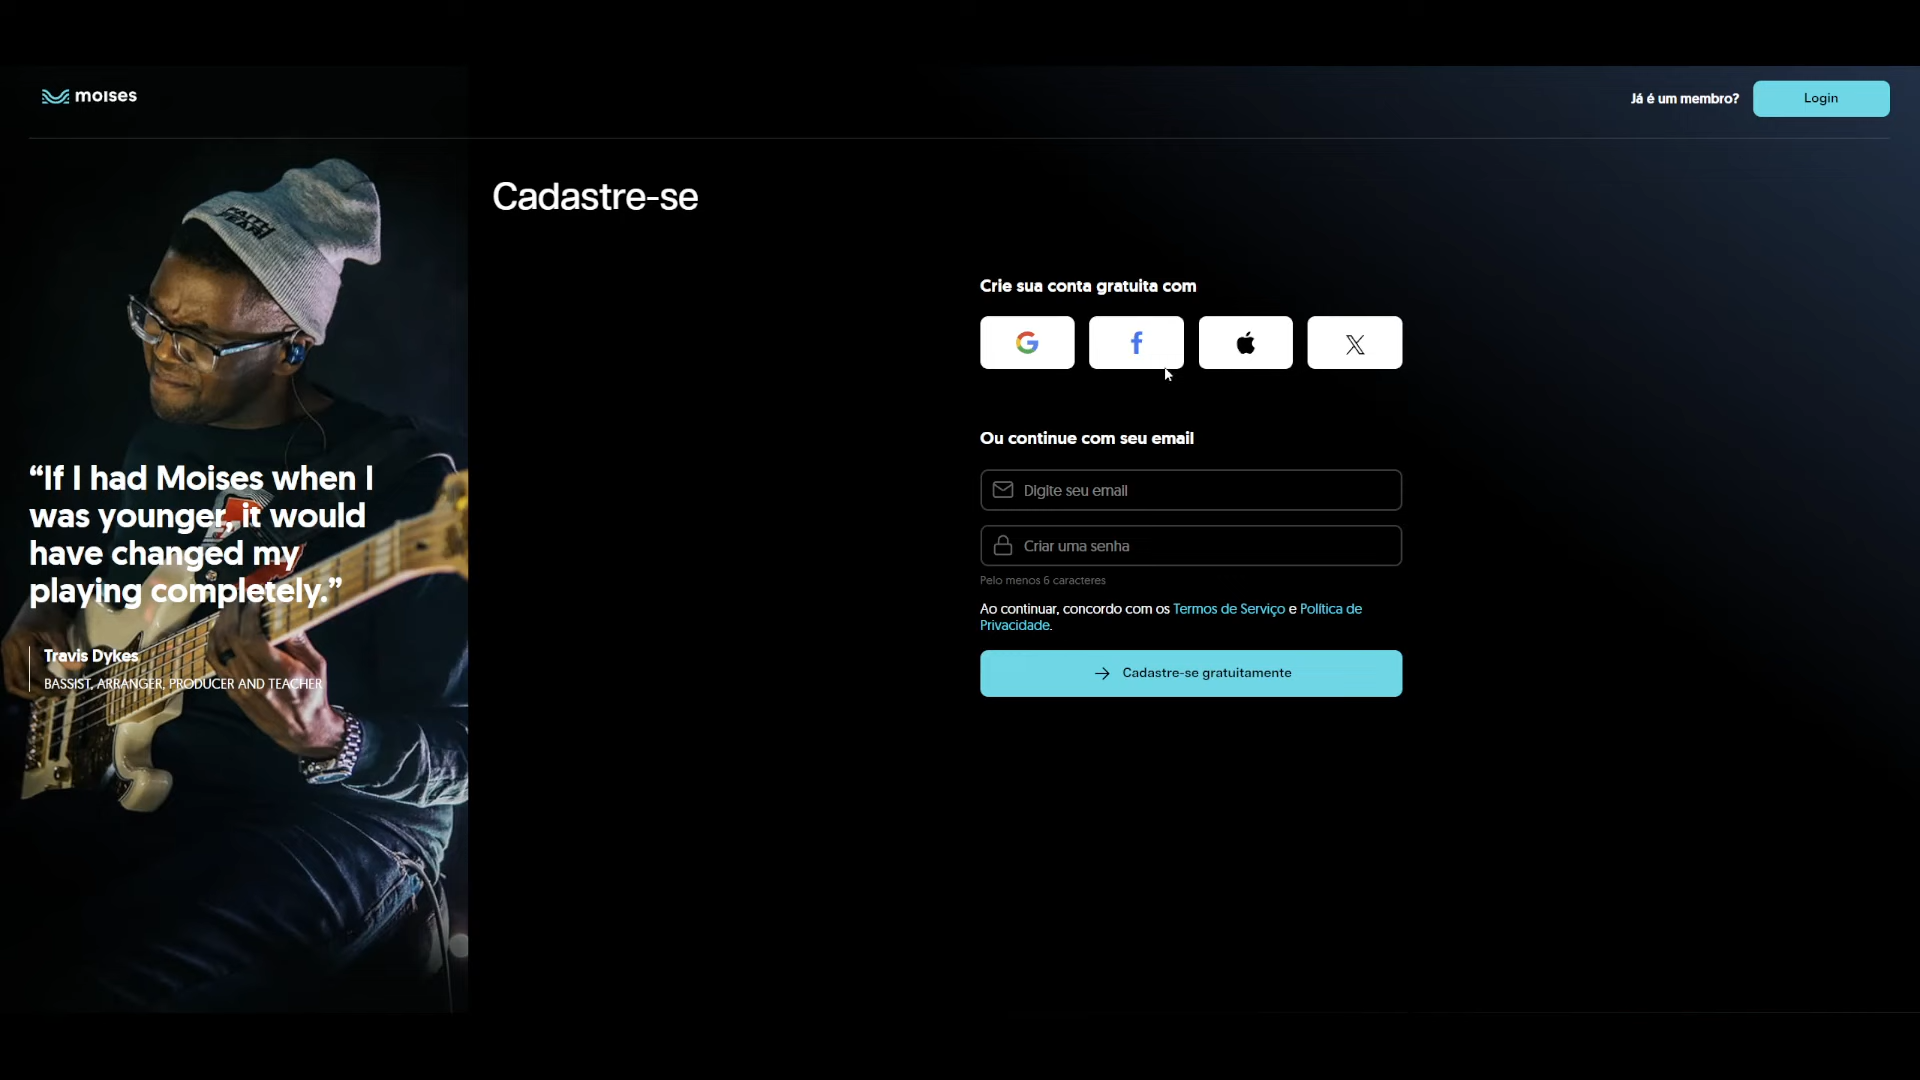 moises
Já é um membro?
Login
Cadastre-se
Crie sua conta gratuita com
Ou continue com seu email
Digite seu email
Criar uma senha
Pelo menos 6 caracteres
Ao continuar, concordo com os Termos de Serviço e Política de
Privacidade.
Cadastre-se gratuitamente
“If I had Moises when I
was younger, it would
have changed my
playing completely.”
Travis Dykes
BASSIST, ARRANGER, PRODUCER AND TEACHER